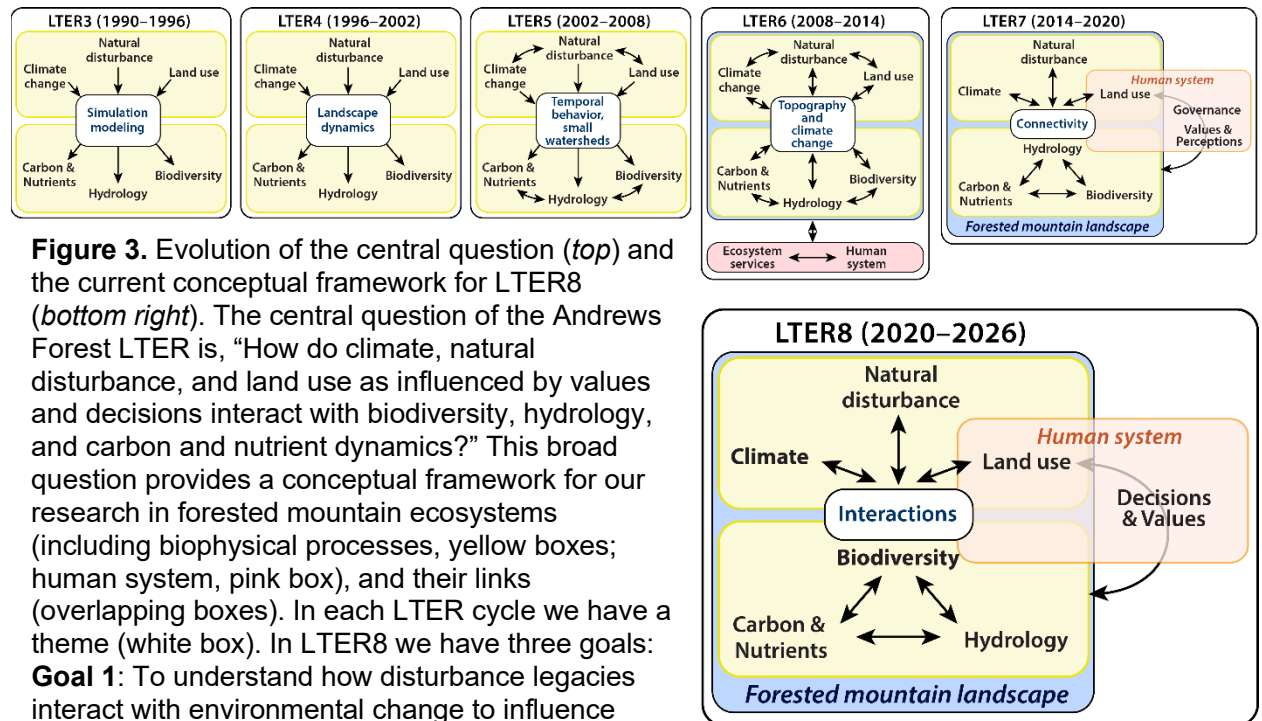 LTER3 (1990–1996)
Natural
disturbance
Climate
change
Land use
Simulation
modeling
Carbon &
Nutrients
Biodiversity
Hydrology
LTER4 (1996–2002)
Natural
disturbance
Climate
change
Land use
Landscape
dynamics
Carbon &
Nutrients
Biodiversity
Hydrology
LTER5 (2002–2008)
Natural
disturbance
Climate
change
Land use
Temporal
behavior,
small
watersheds
Carbon &
Nutrients
Biodiversity
Hydrology
LTER6 (2008–2014)
Natural
disturbance
Climate
change
Land use
Topography
and
climate
change
Carbon &
Nutrients
Biodiversity
Hydrology
Ecosystem
services
Human
system
LTER7 (2014–2020)
Natural
disturbance
Human system
Climate
Land use
Governance
Connectivity
Values &
Perceptions
Hydrology
Carbon &
Nutrients
Biodiversity
Forested mountain landscape
Figure 3. Evolution of the central question (top) and
the current conceptual framework for LTER8
(bottom right). The central question of the Andrews
Forest LTER is, “How do climate, natural
disturbance, and land use as influenced by values
and decisions interact with biodiversity, hydrology,
and carbon and nutrient dynamics?” This broad
question provides a conceptual framework for our
research in forested mountain ecosystems
(including biophysical processes, yellow boxes;
human system, pink box), and their links
(overlapping boxes). In each LTER cycle we have a
theme (white box). In LTER8 we have three goals:
Goal 1: To understand how disturbance legacies
interact with environmental change to influence
LTER8 (2020–2026)
Natural
disturbance
Human system
Climate
Land use
Decisions
& Values
Interactions
Biodiversity
Carbon &
Nutrients
Hydrology
Forested mountain landscape